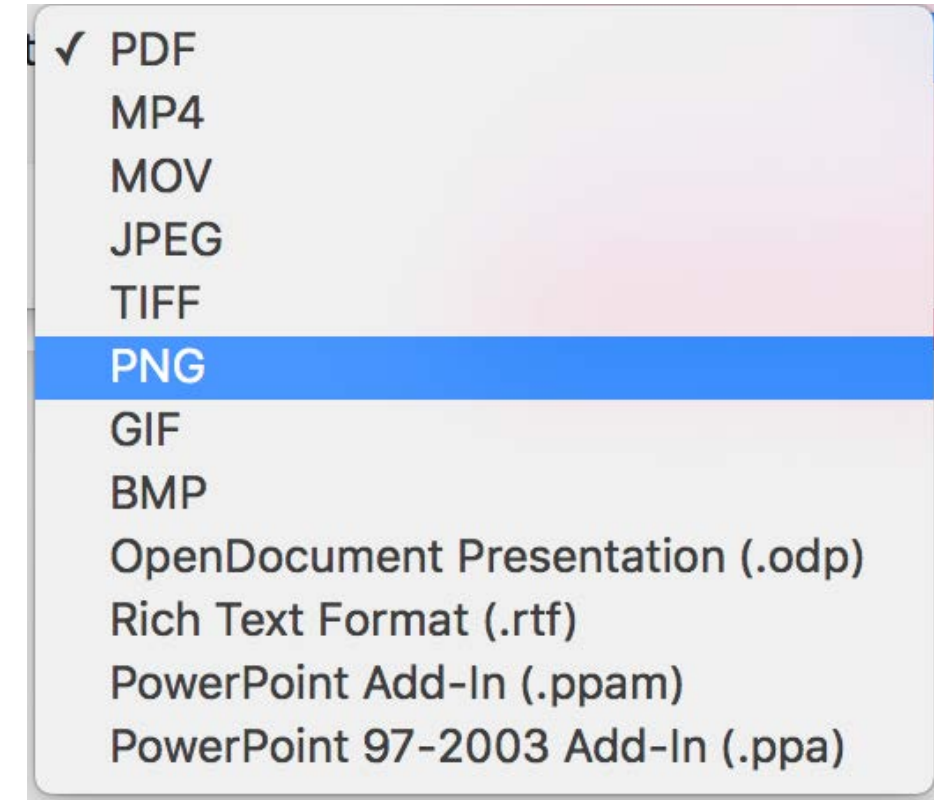 ✓ PDF
MP4
MOV
JPEG
TIFF
PNG
GIF
BMP
OpenDocument Presentation (.odp)
Rich Text Format (.rtf)
PowerPoint Add-In (.ppam)
PowerPoint 97-2003 Add-In (.ppa)